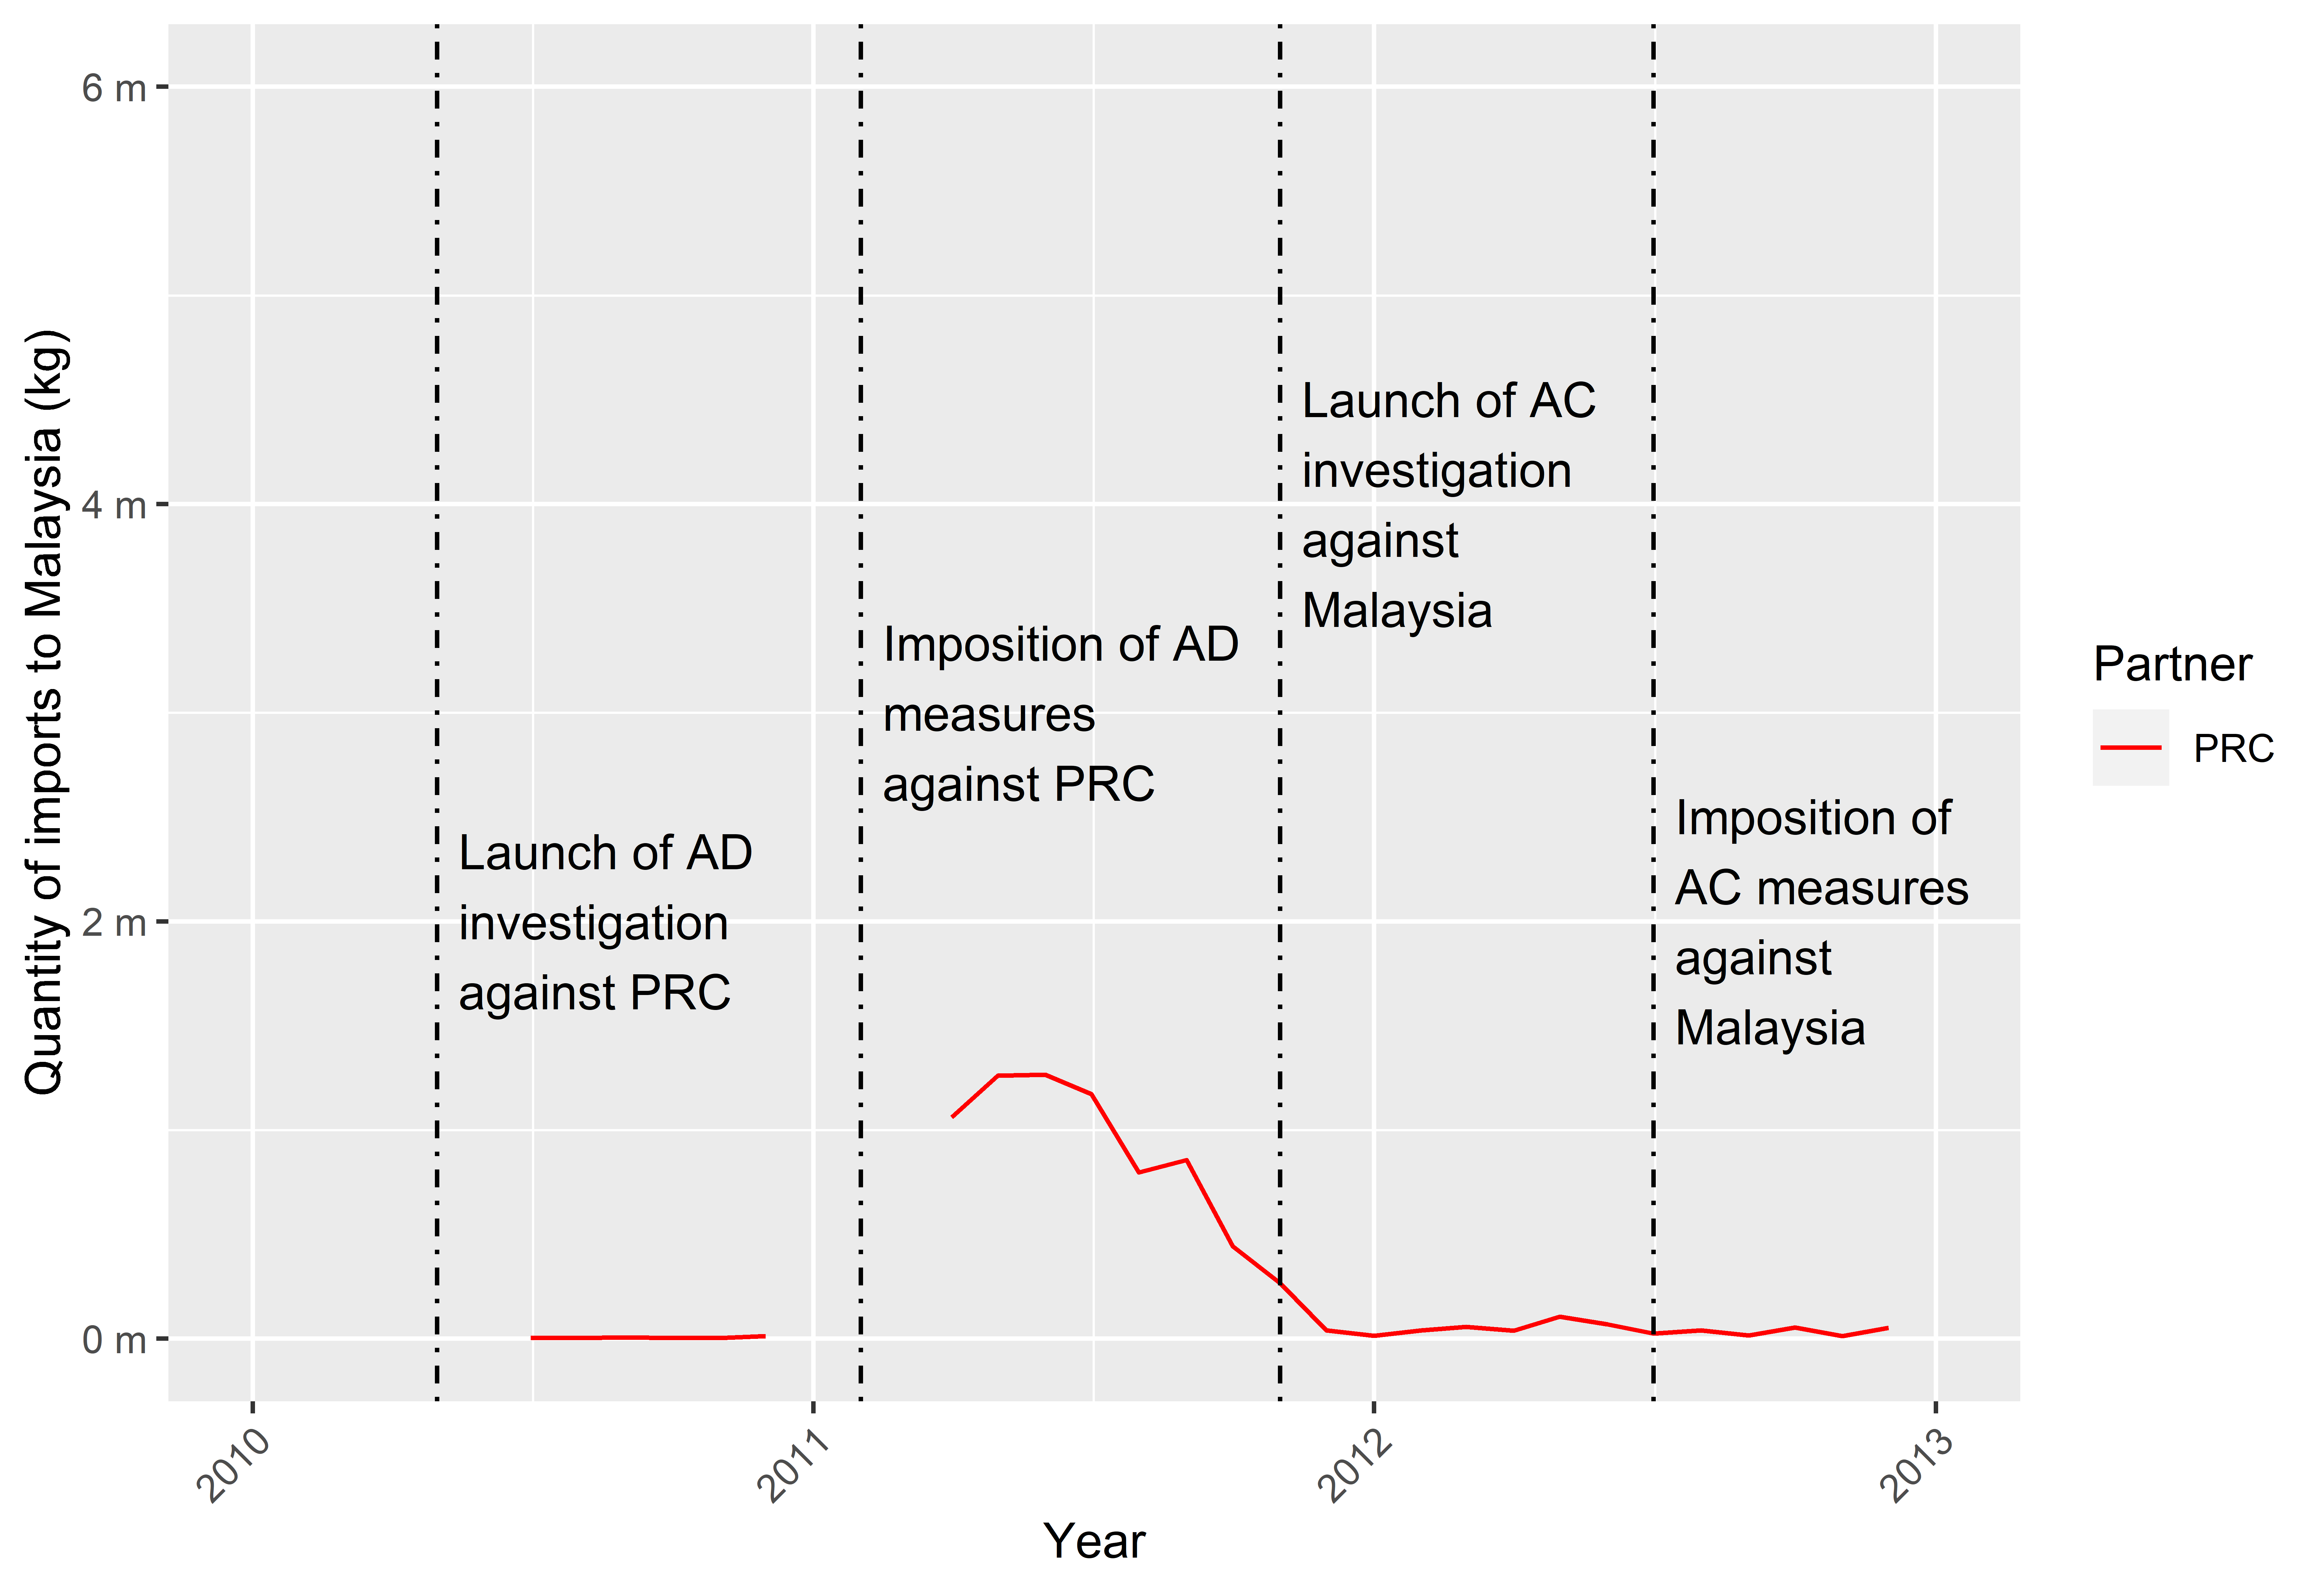 Quantity of imports to Malaysia (kg)
6 m
4 m
2 m
0 m
Launch of AD
investigation
against PRC
Imposition of AD
measures
against PRC
Launch of AC
investigation
against
Malaysia
Imposition of
AC measures
against
Malaysia
2010
2011
2012
2013
Year
Partner
PRC